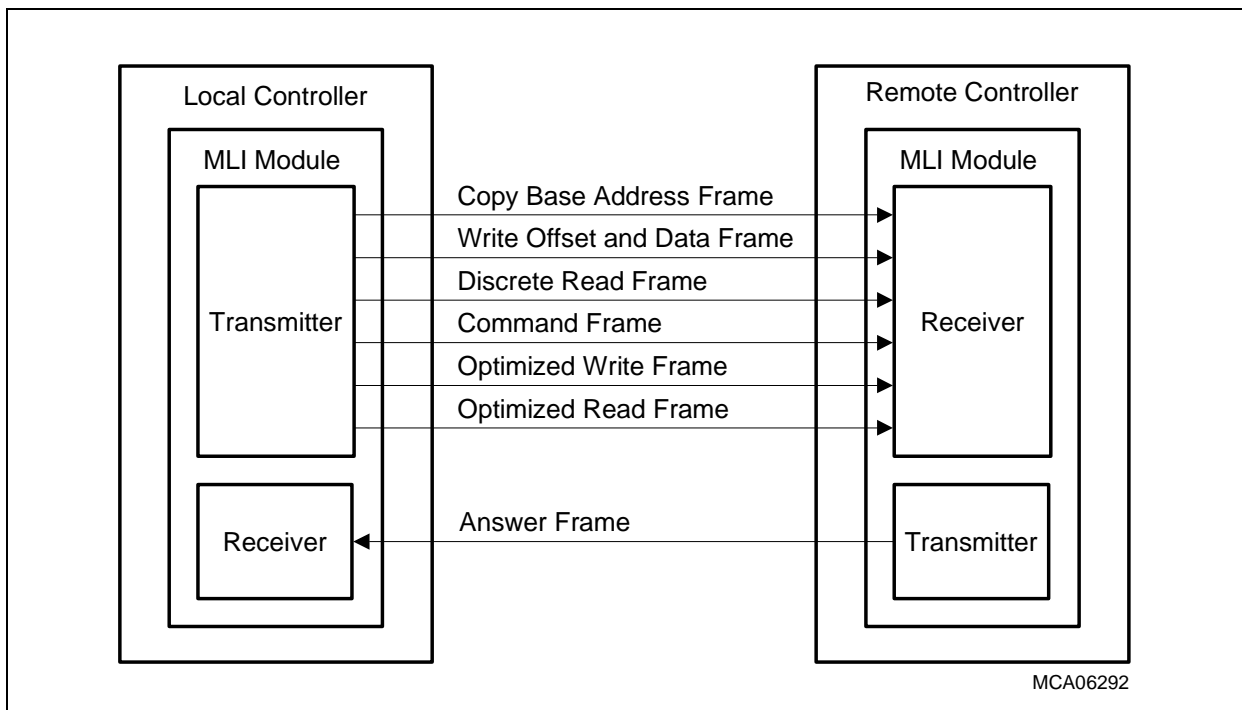 Local Controller
Remote Controller
MLI Module
MLI Module
Copy Base Address Frame
Write Offset and Data Frame
Discrete Read Frame
Transmitter
Command Frame
Receiver
Optimized Write Frame
Optimized Read Frame
Receiver
Answer Frame
Transmitter
MCA06292